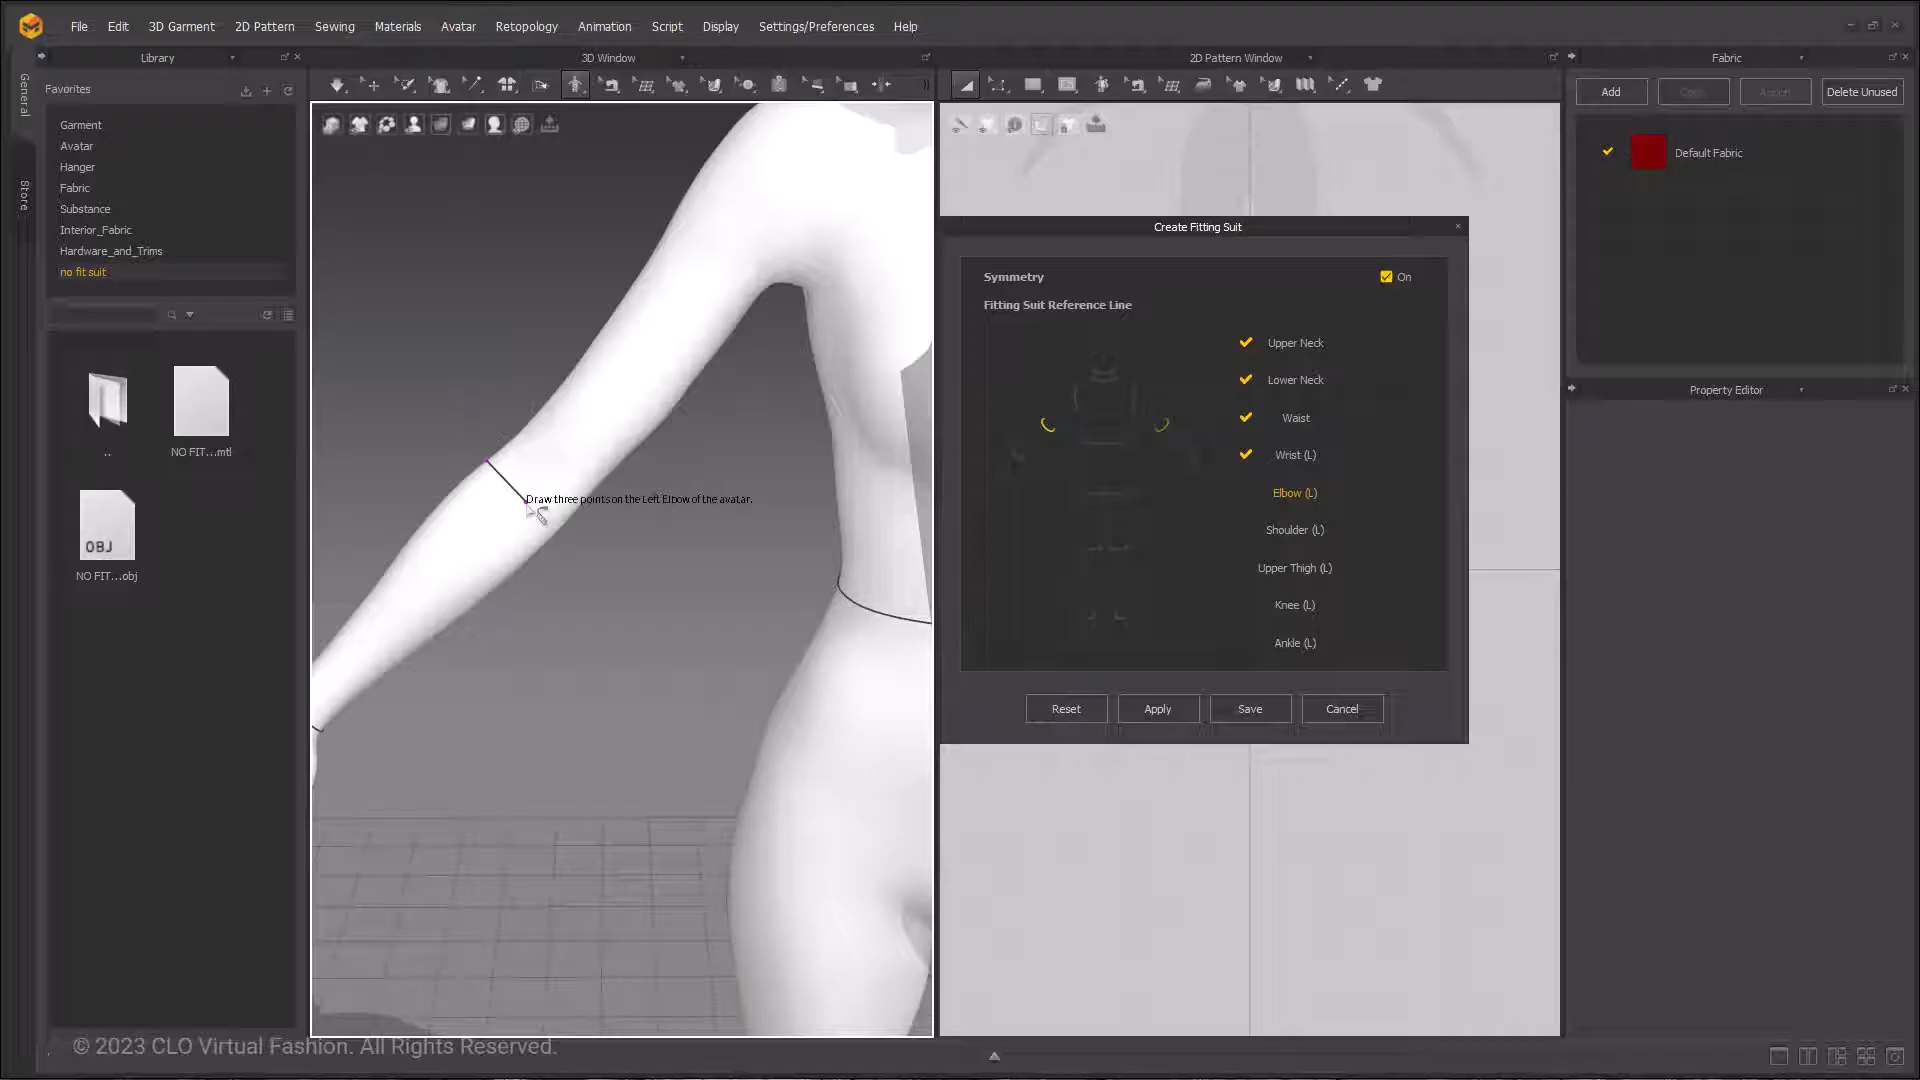 File Edit 3D Garment 2D Pattern Sewing Materials Avatar Retopology Animation Script Display Settings/Preferences Help
Library 3D Window 2D Pattern Window Fabric
General
Store
Favorites
Garment
Avatar
Hanger
Fabric
Substance
Interior_Fabric
Hardware_and_Trims
no fit suit
..
NO FIT...mtl
OBJ
NO FIT...obj
Draw three points on the Left Elbow of the avatar.
Create Fitting Suit
Symmetry
On
Fitting Suit Reference Line
Upper Neck
Lower Neck
Waist
Wrist (L)
Elbow (L)
Shoulder (L)
Upper Thigh (L)
Knee (L)
Ankle (L)
Reset Apply Save Cancel
Add Copy Assign Delete Unused
Default Fabric
Property Editor
© 2023 CLO Virtual Fashion. All Rights Reserved.